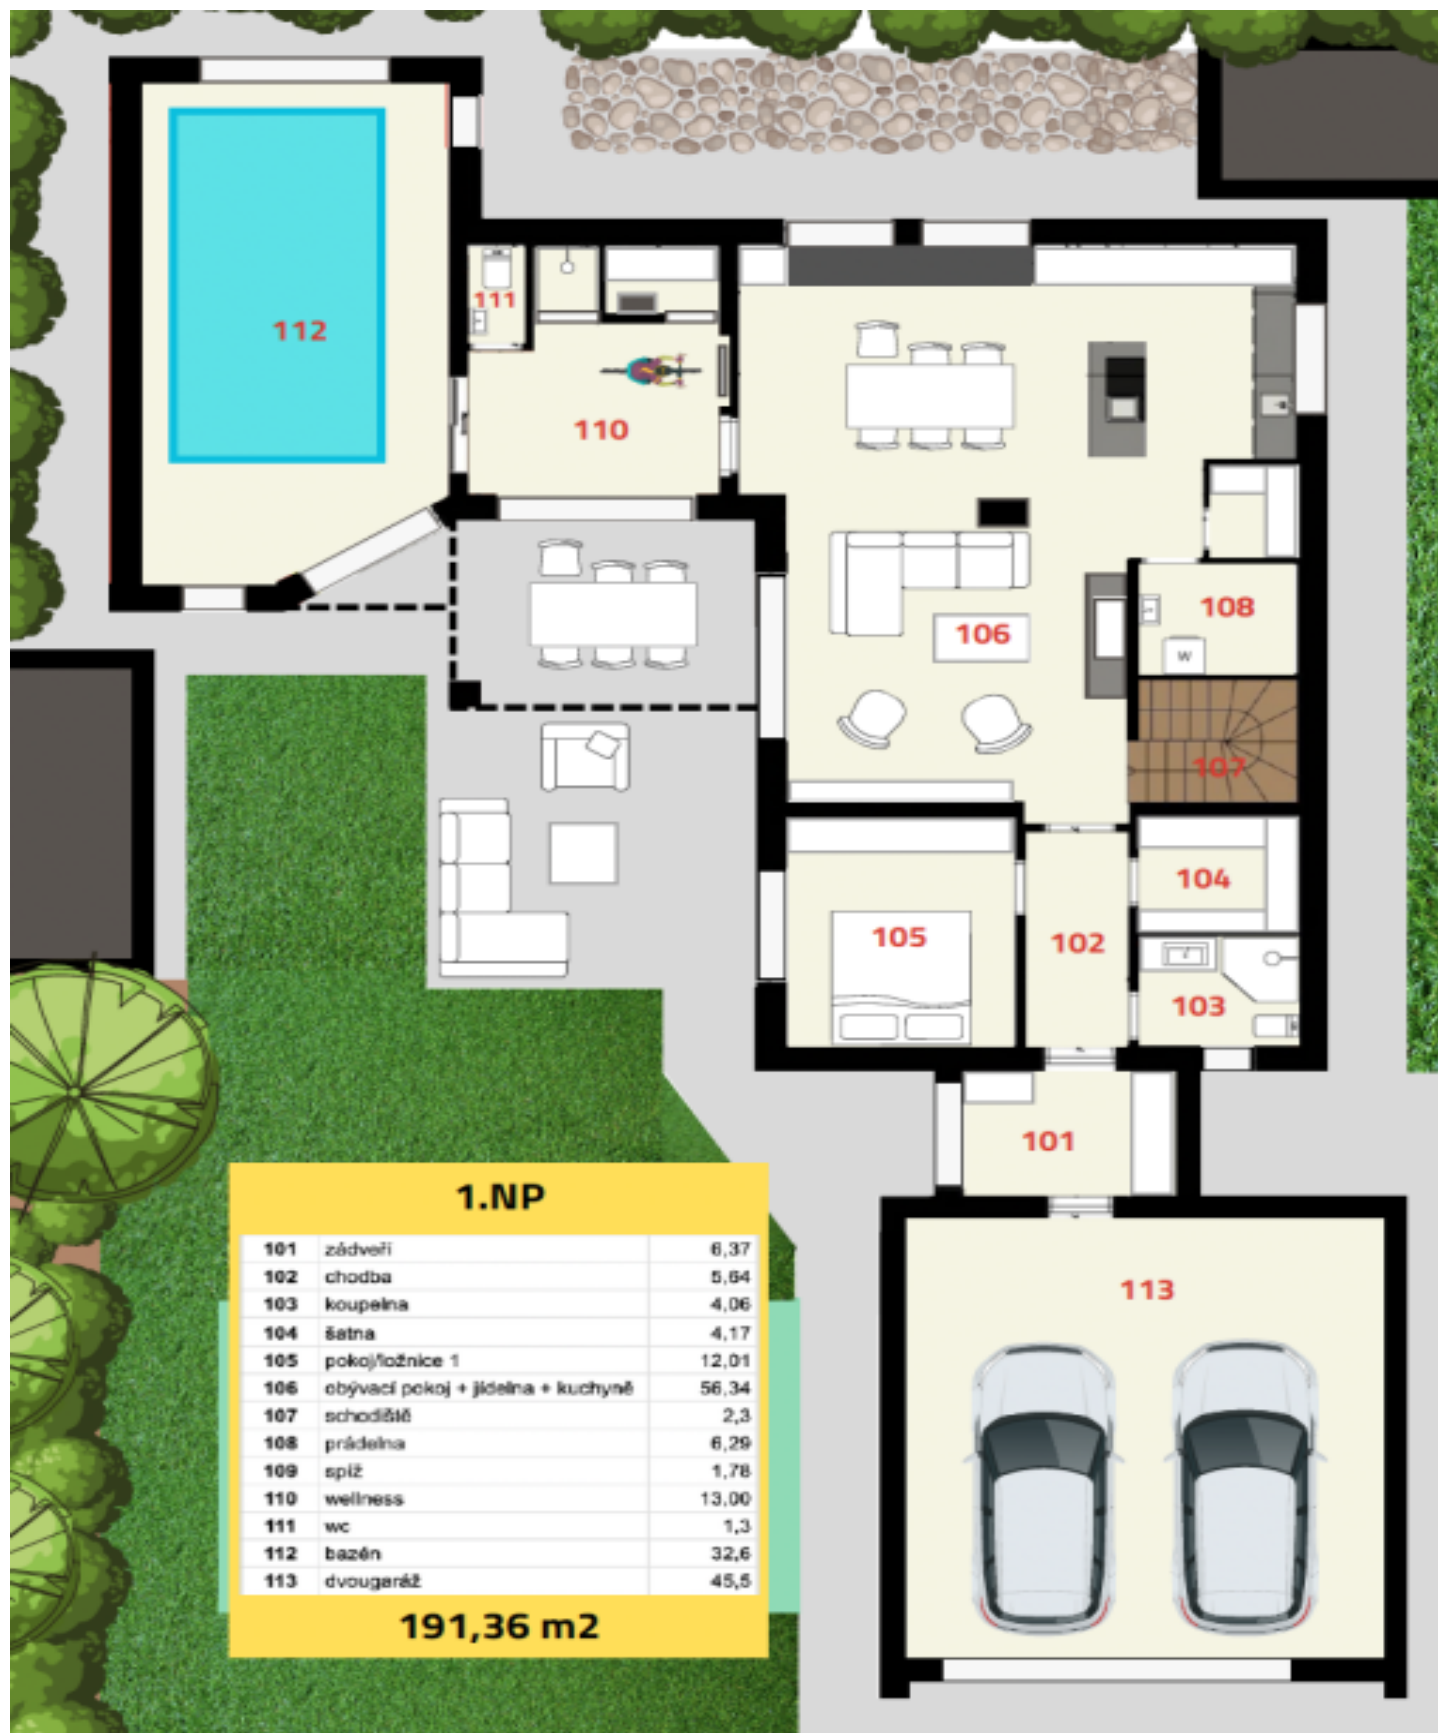 112
111
110
106
108
107
104
105
102
103
101
113
1.NP
101 zádveří 6,37
102 chodba 5,64
103 koupelna 4,06
104 šatna 4,17
105 pokoj/ložnice 1 12,01
106 obývací pokoj + jídelna + kuchyně 56,34
107 schodiště 2,3
108 prádelna 6,29
109 spíž 1,78
110 wellness 13,00
111 wc 1,3
112 bazén 32,6
113 dvougaráž 45,5
191,36 m2
W